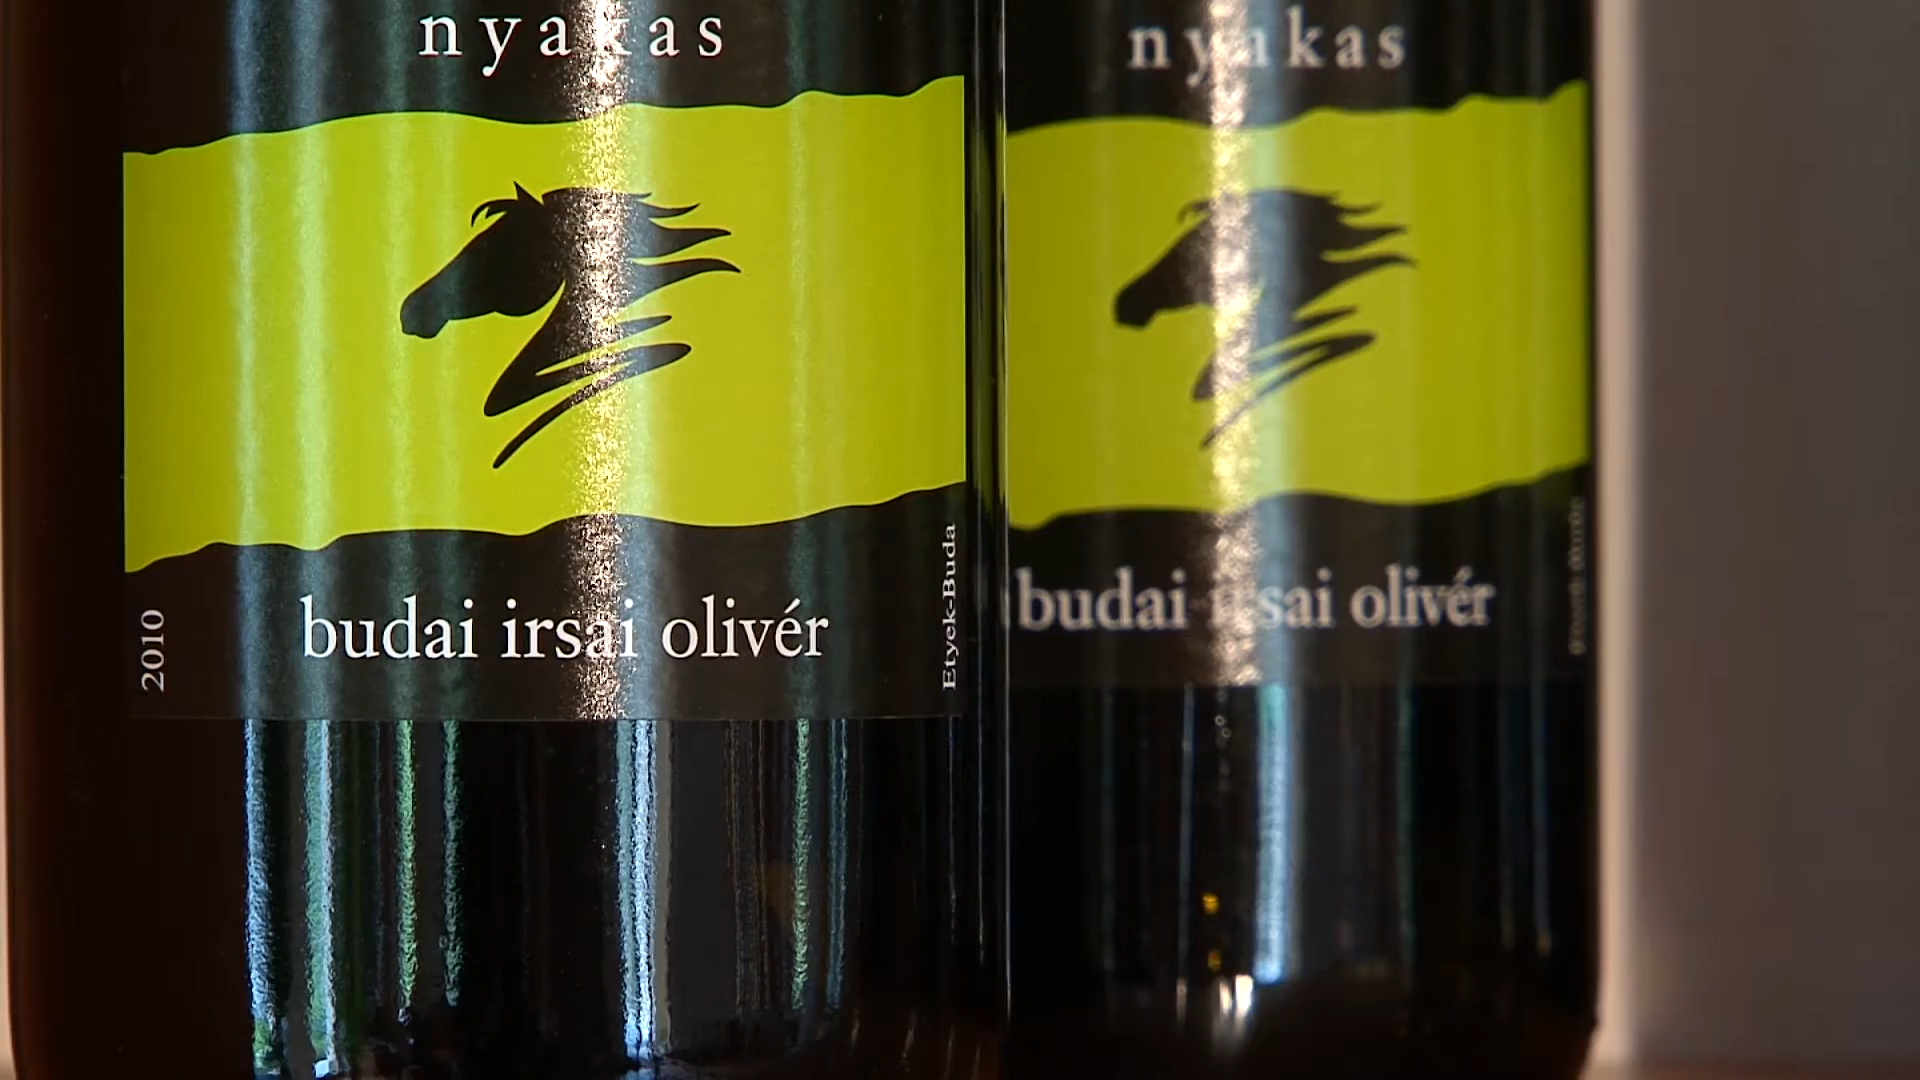 nyakas
2010
budai irsai olivér
Etyek-Buda
nyakas
budai irsai olivér